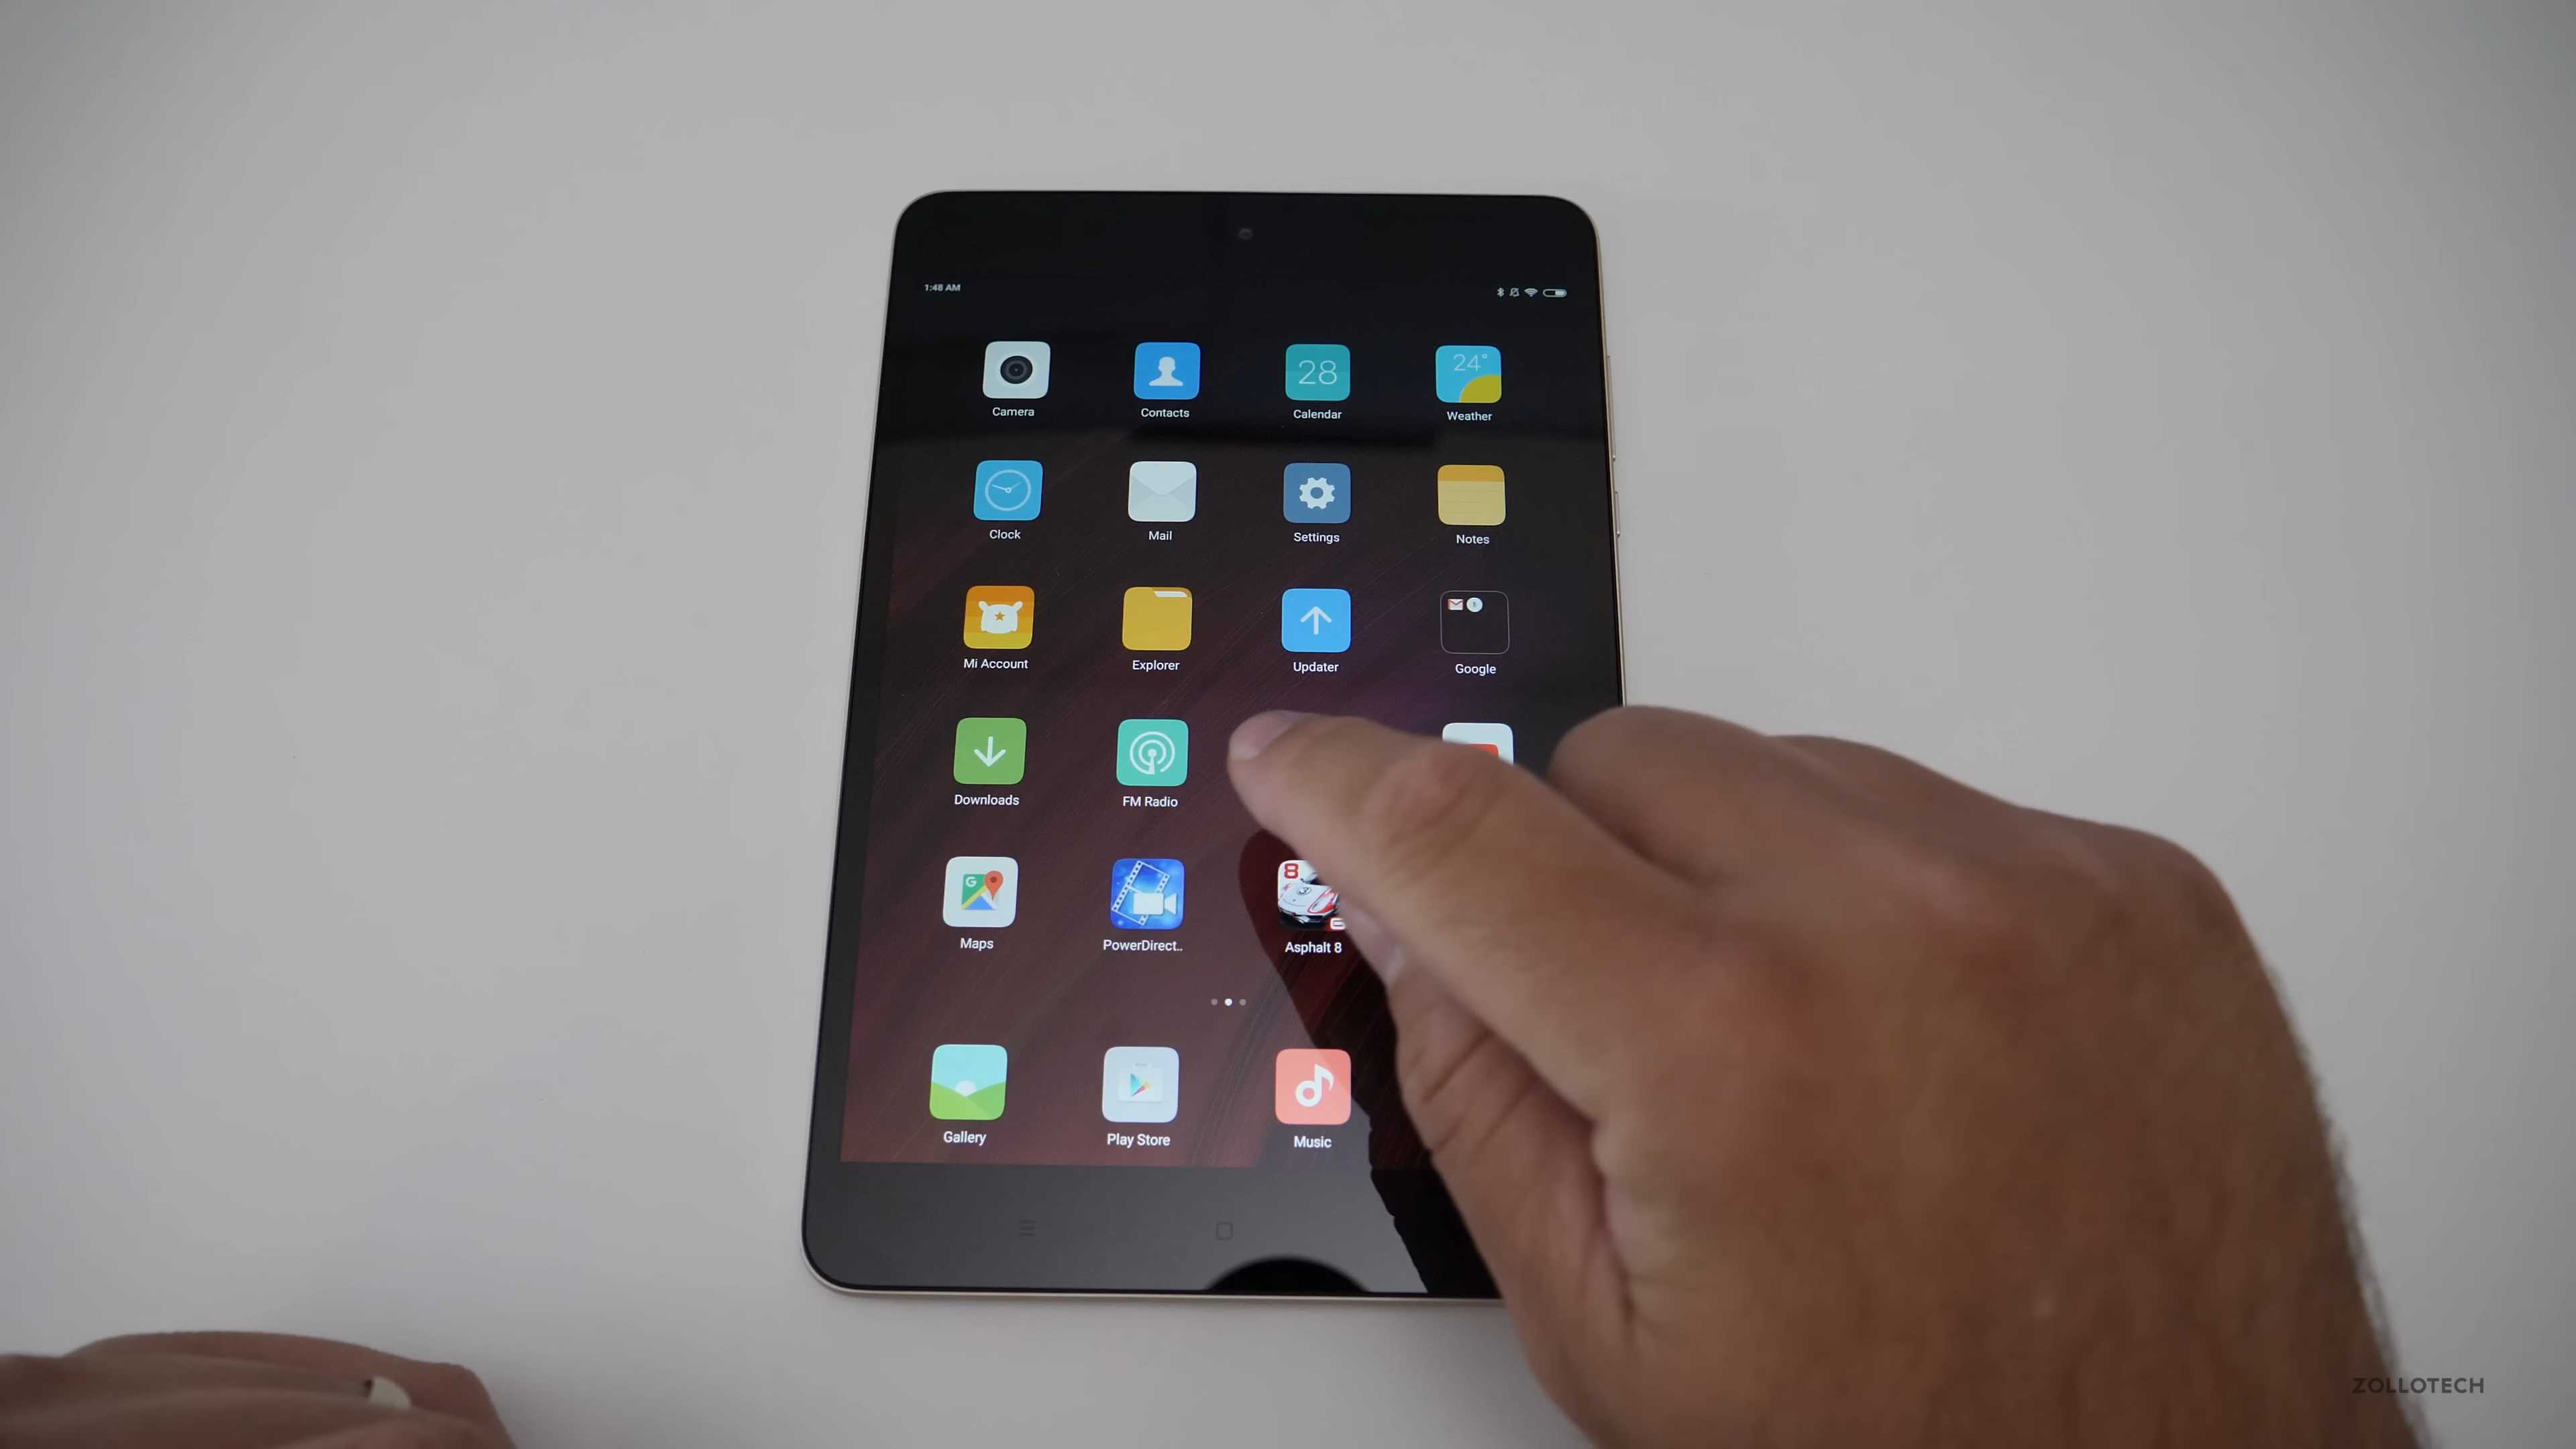 1:48 AM
28
24°
Camera
Contacts
Calendar
Weather
Clock
Mail
Settings
Notes
Mi Account
Explorer
Updater
Google
Downloads
FM Radio
G
8
Maps
PowerDirect..
Asphalt 8
Gallery
Play Store
Music
ZOLLOTECH